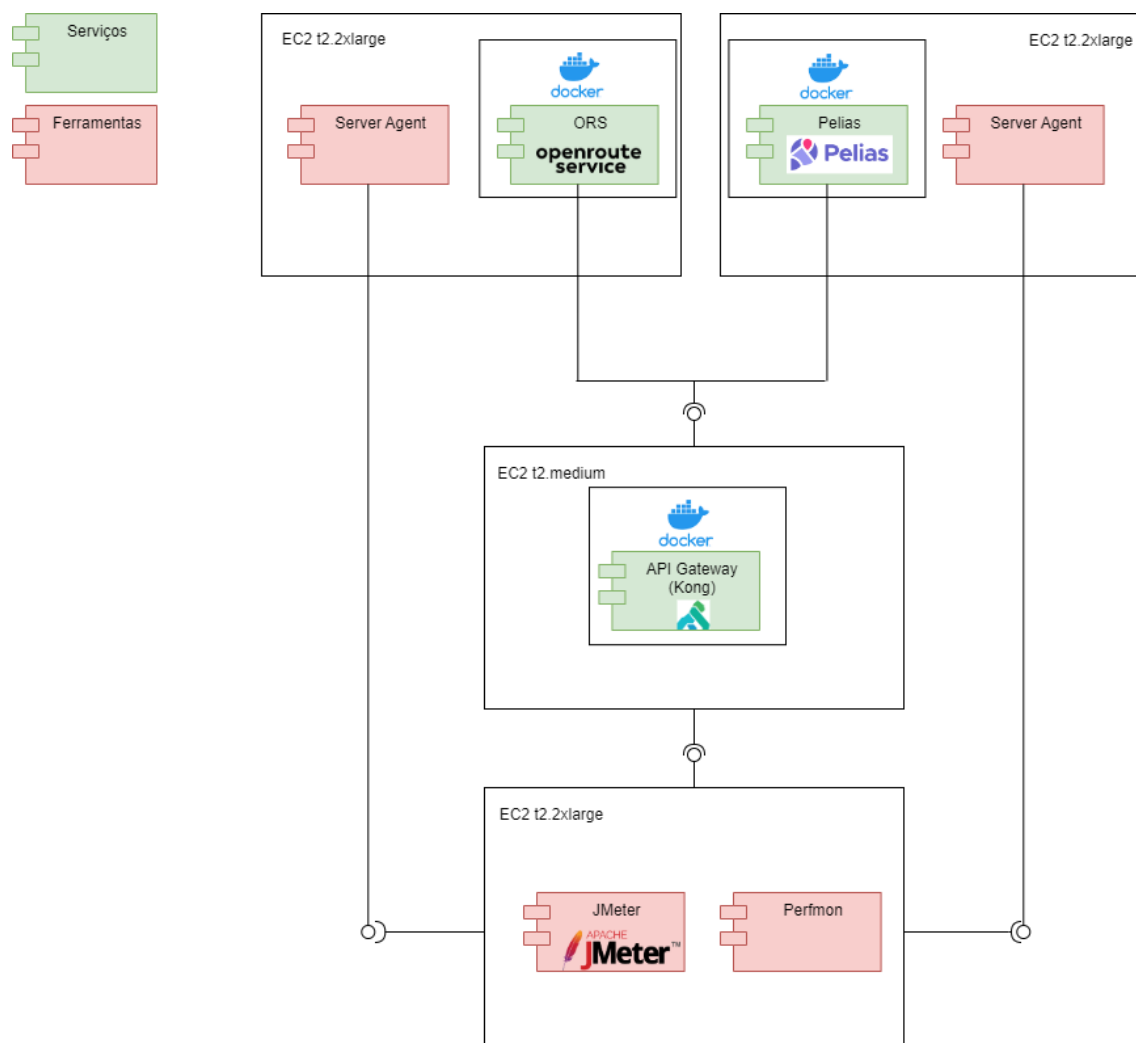 Serviços
Ferramentas
EC2 t2.2xlarge
docker
Server Agent
ORS
openroute
service
EC2 t2.2xlarge
docker
Pelias
Pelias
Server Agent
EC2 t2.medium
docker
API Gateway
(Kong)
EC2 t2.2xlarge
JMeter
APACHE
JMeter™
Perfmon